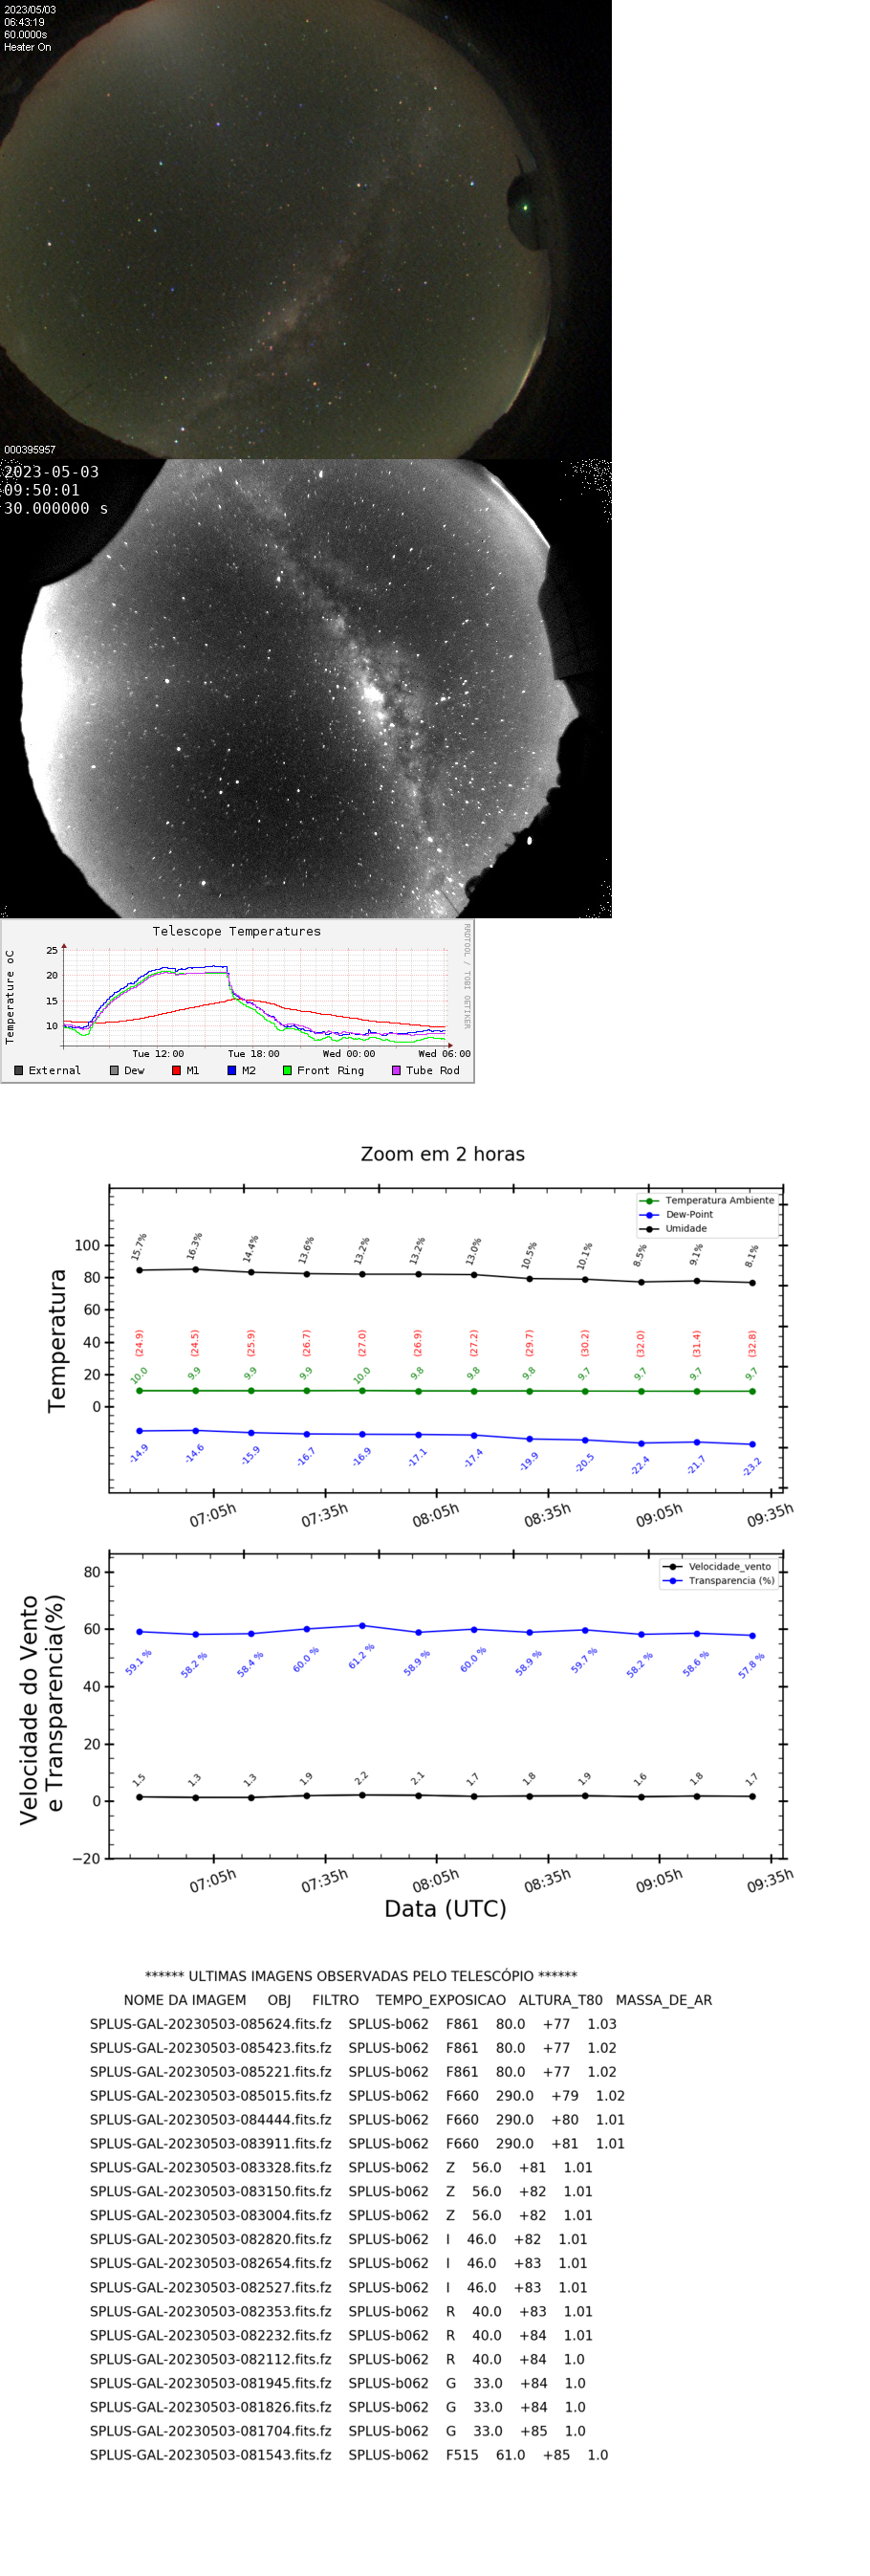 2023/05/03
06:43:19
60.0000s
Heater On
000395957
2023-05-03
09:50:01
30.000000 s
Telescope Temperatures
RRDTOOL / TOBI OETIKER
Temperature oC
25
20
15
10
Tue 12:00 Tue 18:00 Wed 00:00 Wed 06:00
External Dew M1 M2 Front Ring Tube Rod
Zoom em 2 horas
Temperatura Ambiente
Dew-Point
Umidade
Temperatura
100
80
60
40
20
0
15.7% 16.3% 14.4% 13.6% 13.2% 13.2% 13.0% 10.5% 10.1% 8.5% 9.1% 8.1%
(24.9) (24.5) (25.9) (26.7) (27.0) (26.9) (27.2) (29.7) (30.2) (32.0) (31.4) (32.8)
10.0 9.9 9.9 9.9 10.0 9.8 9.8 9.8 9.7 9.7 9.7 9.7
-14.9 -14.6 -15.9 -16.7 -16.9 -17.1 -17.4 -19.9 -20.5 -22.4 -21.7 -23.2
07:05h 07:35h 08:05h 08:35h 09:05h 09:35h
Velocidade_vento
Transparencia (%)
Velocidade do Vento
e Transparencia(%)
80
60
40
20
0
−20
59.1 % 58.2 % 58.4 % 60.0 % 61.2 % 58.9 % 60.0 % 58.9 % 59.7 % 58.2 % 58.6 % 57.8 %
1.5 1.3 1.3 1.9 2.2 2.1 1.7 1.8 1.9 1.6 1.8 1.7
07:05h 07:35h 08:05h 08:35h 09:05h 09:35h
Data (UTC)
****** ULTIMAS IMAGENS OBSERVADAS PELO TELESCÓPIO ******
NOME DA IMAGEM OBJ FILTRO TEMPO_EXPOSICAO ALTURA_T80 MASSA_DE_AR
SPLUS-GAL-20230503-085624.fits.fz SPLUS-b062 F861 80.0 +77 1.03
SPLUS-GAL-20230503-085423.fits.fz SPLUS-b062 F861 80.0 +77 1.02
SPLUS-GAL-20230503-085221.fits.fz SPLUS-b062 F861 80.0 +77 1.02
SPLUS-GAL-20230503-085015.fits.fz SPLUS-b062 F660 290.0 +79 1.02
SPLUS-GAL-20230503-084444.fits.fz SPLUS-b062 F660 290.0 +80 1.01
SPLUS-GAL-20230503-083911.fits.fz SPLUS-b062 F660 290.0 +81 1.01
SPLUS-GAL-20230503-083328.fits.fz SPLUS-b062 Z 56.0 +81 1.01
SPLUS-GAL-20230503-083150.fits.fz SPLUS-b062 Z 56.0 +82 1.01
SPLUS-GAL-20230503-083004.fits.fz SPLUS-b062 Z 56.0 +82 1.01
SPLUS-GAL-20230503-082820.fits.fz SPLUS-b062 I 46.0 +82 1.01
SPLUS-GAL-20230503-082654.fits.fz SPLUS-b062 I 46.0 +83 1.01
SPLUS-GAL-20230503-082527.fits.fz SPLUS-b062 I 46.0 +83 1.01
SPLUS-GAL-20230503-082353.fits.fz SPLUS-b062 R 40.0 +83 1.01
SPLUS-GAL-20230503-082232.fits.fz SPLUS-b062 R 40.0 +84 1.01
SPLUS-GAL-20230503-082112.fits.fz SPLUS-b062 R 40.0 +84 1.0
SPLUS-GAL-20230503-081945.fits.fz SPLUS-b062 G 33.0 +84 1.0
SPLUS-GAL-20230503-081826.fits.fz SPLUS-b062 G 33.0 +84 1.0
SPLUS-GAL-20230503-081704.fits.fz SPLUS-b062 G 33.0 +85 1.0
SPLUS-GAL-20230503-081543.fits.fz SPLUS-b062 F515 61.0 +85 1.0